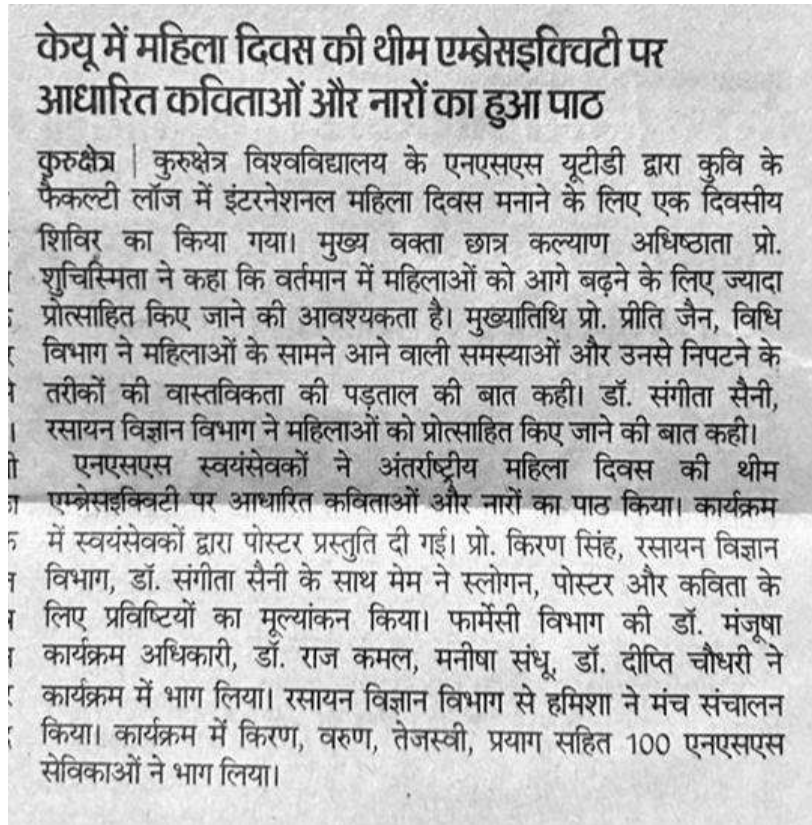 केयू में महिला दिवस की थीम एम्ब्रेसइक्विटी पर
आधारित कविताओं और नारों का हुआ पाठ
कुरुक्षेत्र | कुरुक्षेत्र विश्वविद्यालय के एनएसएस यूटीडी द्वारा कुवि के
फैकल्टी लॉज में इंटरनेशनल महिला दिवस मनाने के लिए एक दिवसीय
शिविर का किया गया। मुख्य वक्ता छात्र कल्याण अधिष्ठाता प्रो.
शुचिस्मिता ने कहा कि वर्तमान में महिलाओं को आगे बढ़ने के लिए ज्यादा
प्रोत्साहित किए जाने की आवश्यकता है। मुख्यातिथि प्रो. प्रीति जैन, विधि
विभाग ने महिलाओं के सामने आने वाली समस्याओं और उनसे निपटने के
तरीकों की वास्तविकता की पड़ताल की बात कही। डॉ. संगीता सैनी,
रसायन विज्ञान विभाग ने महिलाओं को प्रोत्साहित किए जाने की बात कही।
एनएसएस स्वयंसेवकों ने अंतर्राष्ट्रीय महिला दिवस की थीम
एम्ब्रेसइक्विटी पर आधारित कविताओं और नारों का पाठ किया। कार्यक्रम
में स्वयंसेवकों द्वारा पोस्टर प्रस्तुति दी गई। प्रो. किरण सिंह, रसायन विज्ञान
विभाग, डॉ. संगीता सैनी के साथ मेम ने स्लोगन, पोस्टर और कविता के
लिए प्रविष्टियों का मूल्यांकन किया। फार्मेसी विभाग की डॉ. मंजूषा
कार्यक्रम अधिकारी, डॉ. राज कमल, मनीषा संधू, डॉ. दीप्ति चौधरी ने
कार्यक्रम में भाग लिया। रसायन विज्ञान विभाग से हमिशा ने मंच संचालन
किया। कार्यक्रम में किरण, वरुण, तेजस्वी, प्रयाग सहित 100 एनएसएस
सेविकाओं ने भाग लिया।